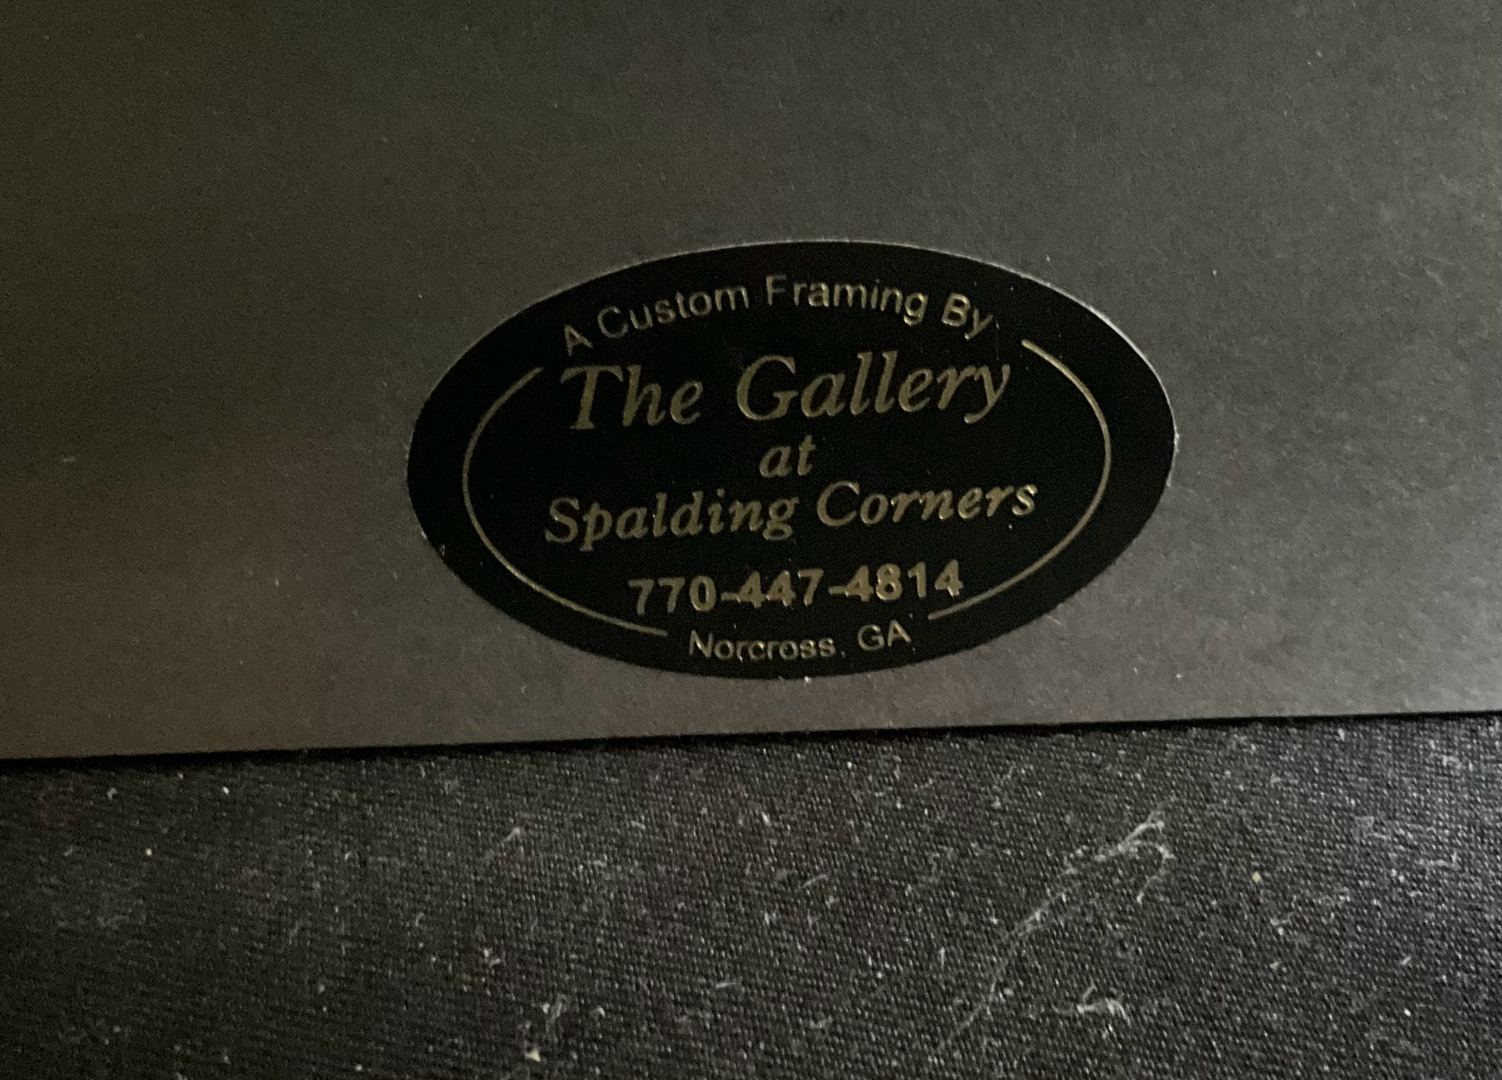 A Custom Framing By
The Gallery
at
Spalding Corners
770-447-4814
Norcross, GA